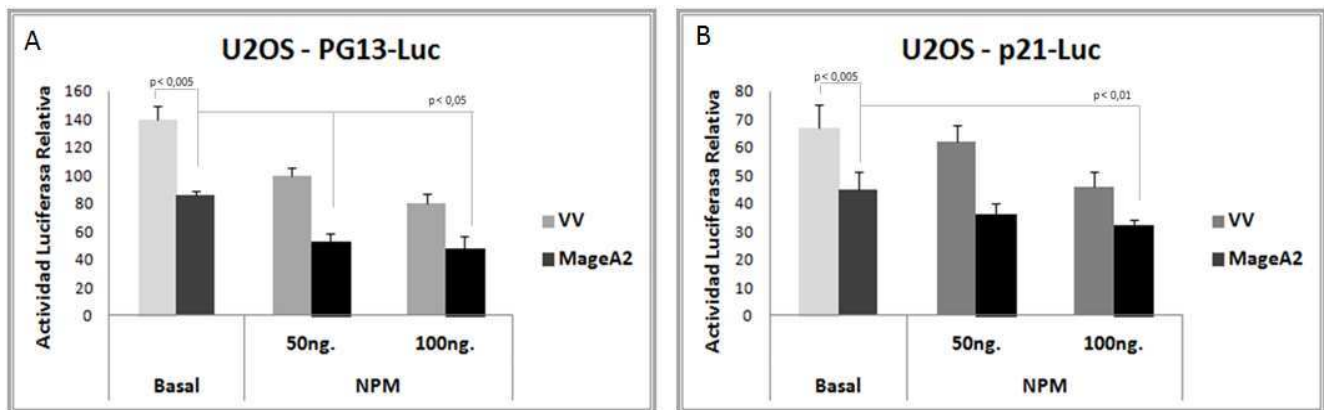 A
U2OS - PG13-Luc
Actividad Luciferasa Relativa
160
140
120
100
80
60
40
20
0
p< 0,005
p< 0,05
VV
MageA2
50ng.
100ng.
Basal
NPM
B
U2OS - p21-Luc
Actividad Luciferasa Relativa
80
70
60
50
40
30
20
10
0
p< 0,005
p< 0,01
VV
MageA2
50ng.
100ng.
Basal
NPM